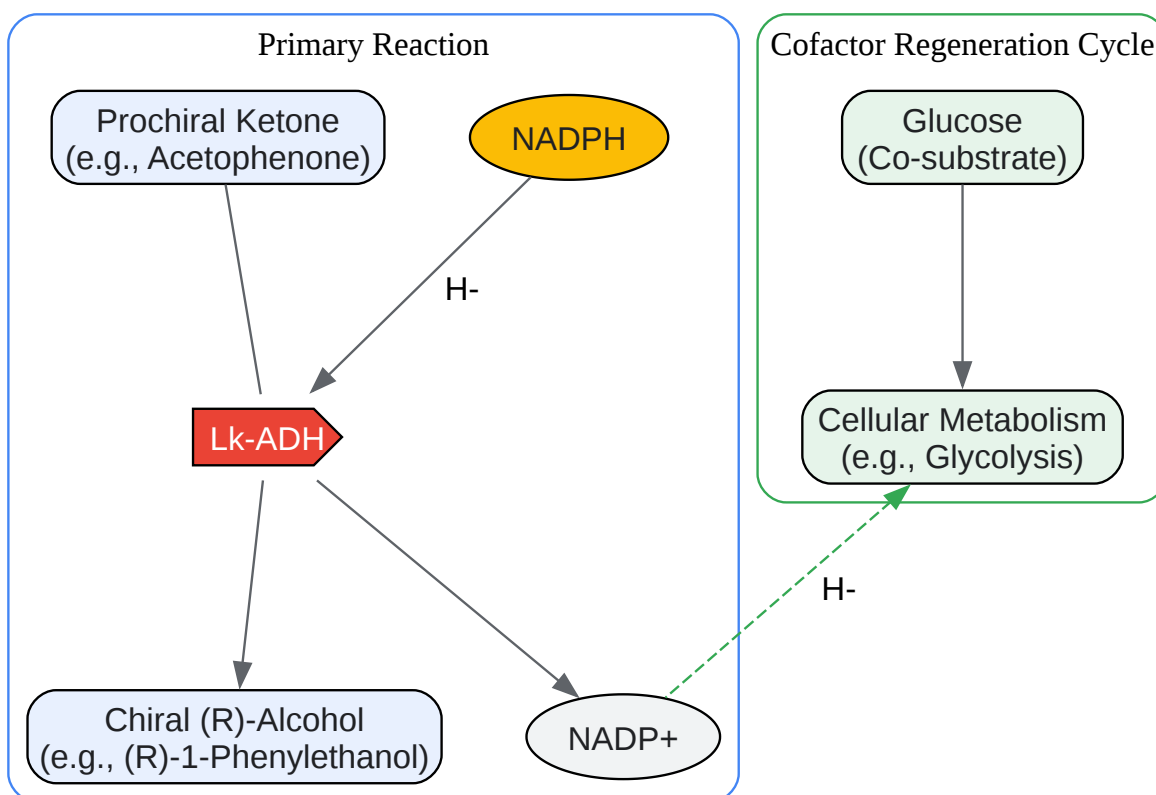 Primary Reaction
Cofactor Regeneration Cycle
Prochiral Ketone
(e.g., Acetophenone)
NADPH
Glucose
(Co-substrate)
H-
Lk-ADH
Cellular Metabolism
(e.g., Glycolysis)
H-
Chiral (R)-Alcohol
(e.g., (R)-1-Phenylethanol)
NADP+